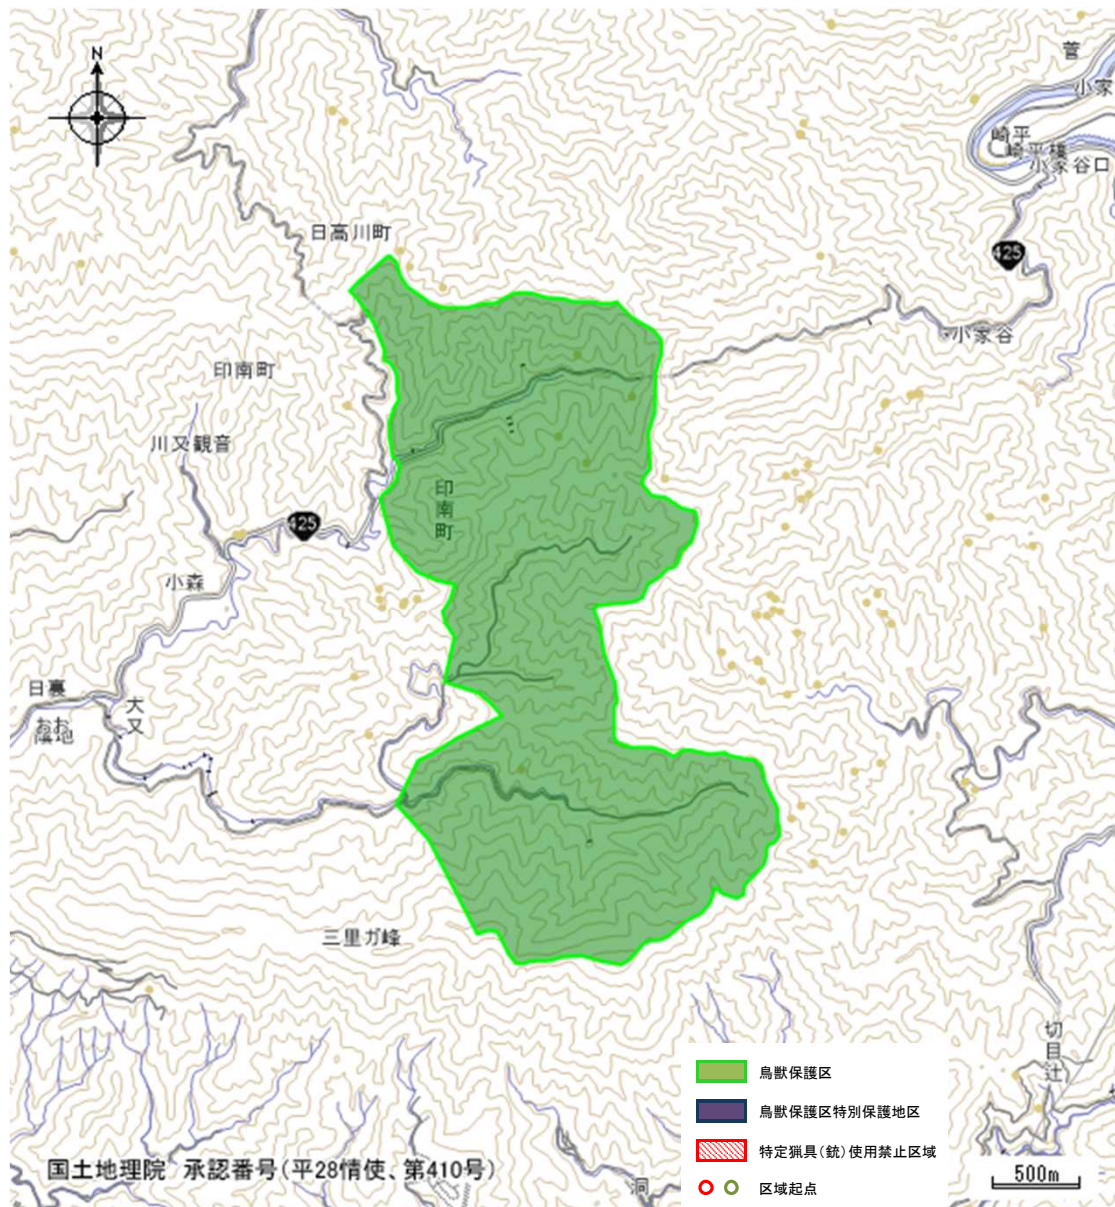 N
菅
小家
崎平
崎平橋
小家谷口
日高川町
425
小家谷
印南町
川又観音
印南町
425
小森
日裏
大又
おお
陰地
三里ガ峰
切目辻
鳥獣保護区
鳥獣保護区特別保護地区
特定猟具(銃)使用禁止区域
区域起点
国土地理院 承認番号(平28情使、第410号)
洞
500m